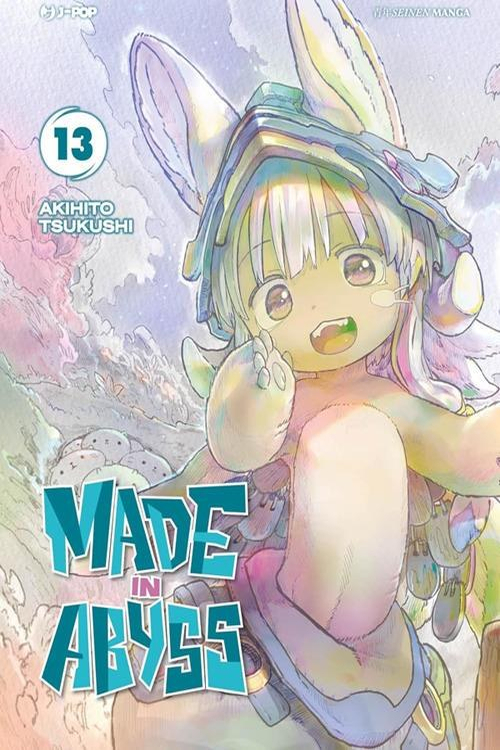 J-POP
SEINEN MANGA
13
AKIHITO
TSUKUSHI
MADE
IN
ABYSS